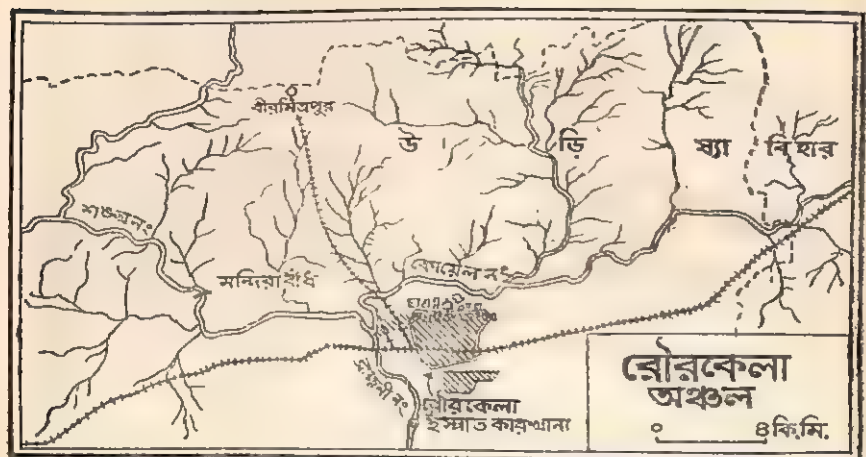 বীরমিত্রপুর
উ ড়ি ষ্যা বিহার
শঙ্খ নং
কোয়েল নং
মন্দিরা বাঁধ
ব্রাহ্মণী নং
রৌরকেলা
ইস্পাত কারখানা
রৌরকেলা
অঞ্চল
০ ৪ কি.মি.